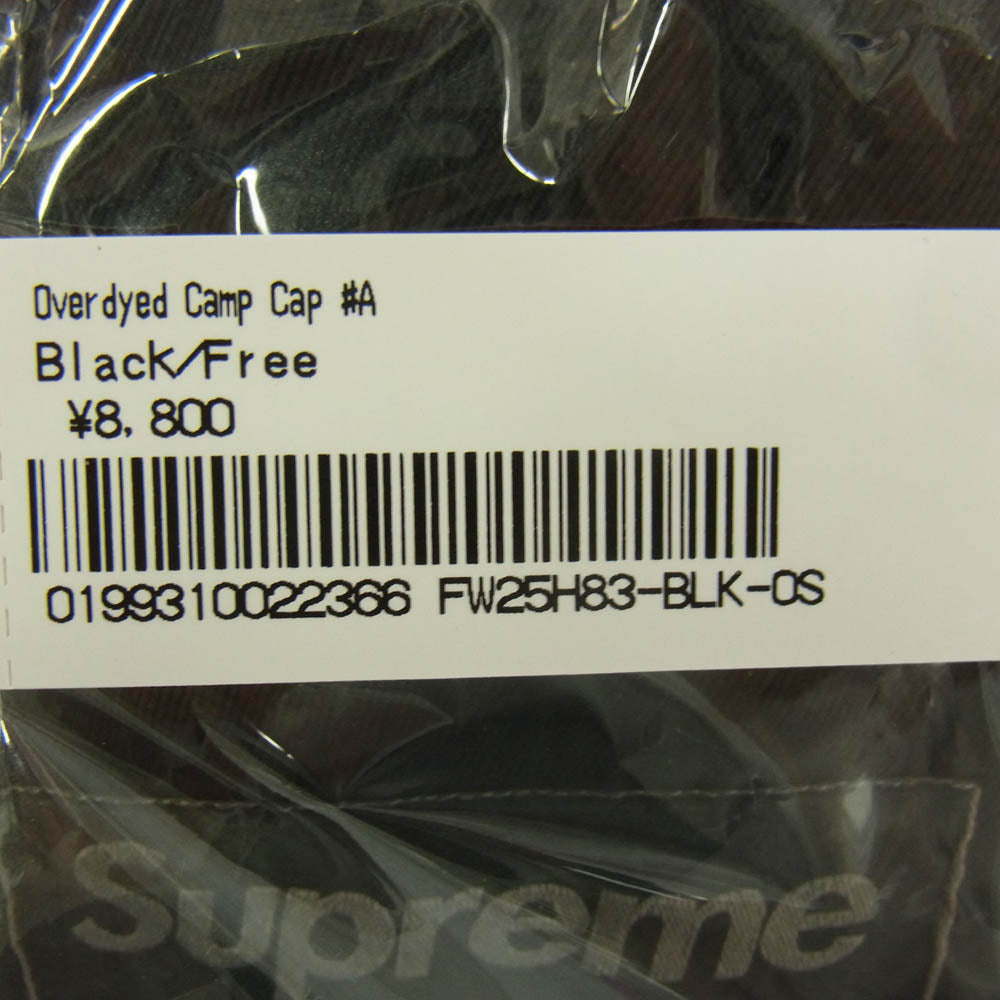 Overdyed Camp Cap #A
Black/Free
¥8,800
0199310022366 FW25H83-BLK-OS
Supreme